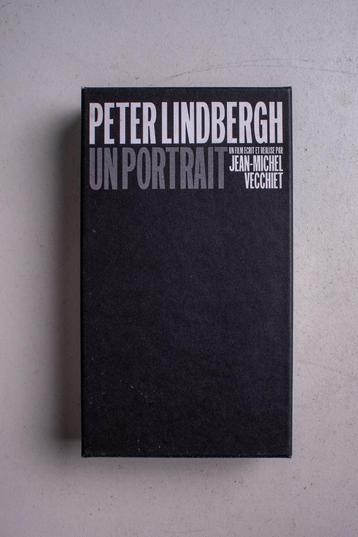 PETER LINDBERGH
UN PORTRAIT
UN FILM ECRIT ET REALISE PAR
JEAN-MICHEL
VECCHIET